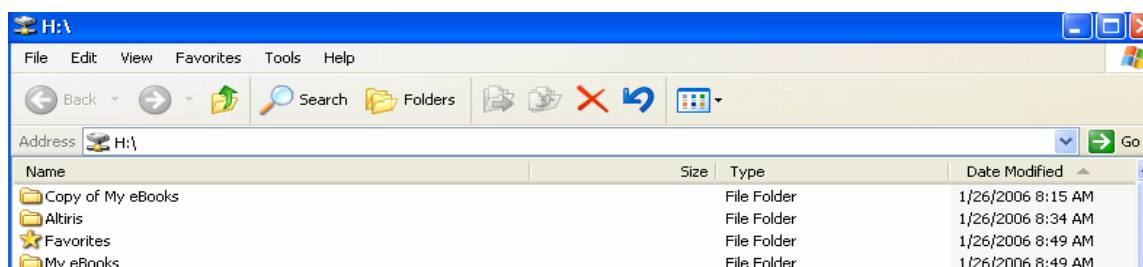 H:\
File Edit View Favorites Tools Help
Back Search Folders
Address H:\ Go
Name Size Type Date Modified
Copy of My eBooks File Folder 1/26/2006 8:15 AM
Altiris File Folder 1/26/2006 8:34 AM
Favorites File Folder 1/26/2006 8:49 AM
My eBooks File Folder 1/26/2006 8:49 AM